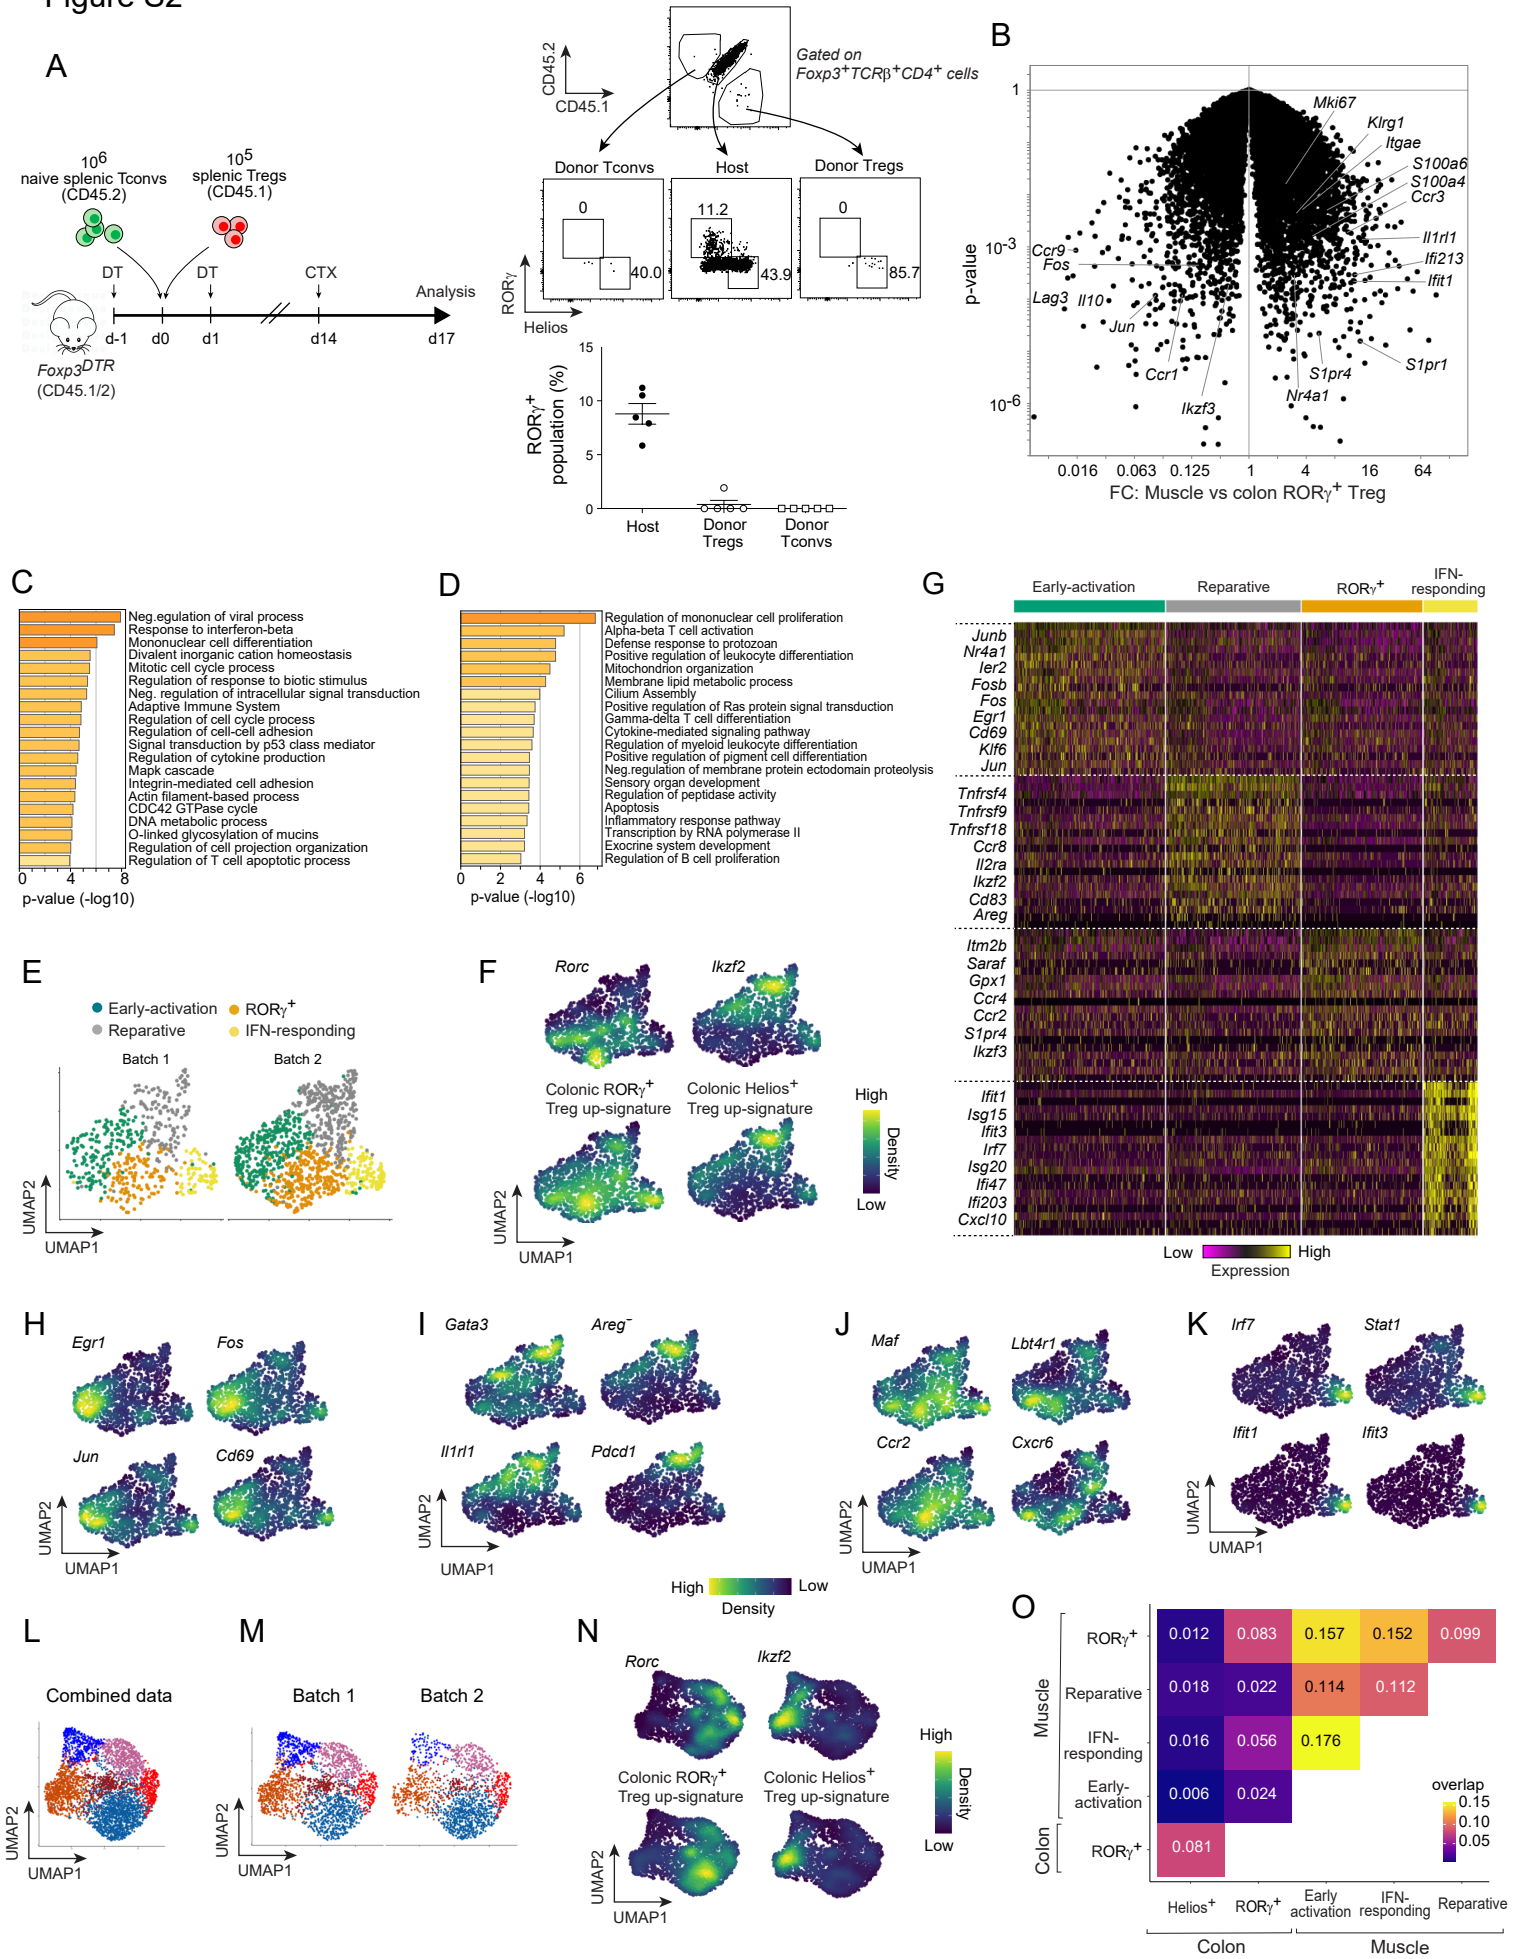 Figure S2
A
10⁶
naive splenic Tconvs
(CD45.2)
10⁵
splenic Tregs
(CD45.1)
DT
DT
CTX
Analysis
d-1
d0
d1
d14
d17
Foxp3ᴰᵀᴿ
(CD45.1/2)
CD45.2
CD45.1
Gated on
Foxp3⁺TCRβ⁺CD4⁺ cells
Donor Tconvs
Host
Donor Tregs
0
40.0
11.2
43.9
0
85.7
RORγ
Helios
RORγ⁺
population (%)
15
10
5
0
Host
Donor
Tregs
Donor
Tconvs
B
p-value
1
10⁻³
10⁻⁶
Mki67
Klrg1
Itgae
S100a6
S100a4
Ccr3
Il1rl1
Ifi213
Ifit1
S1pr1
S1pr4
Nr4a1
Ccr9
Fos
Lag3
Il10
Jun
Ccr1
Ikzf3
0.016
0.063
0.125
1
4
16
64
FC: Muscle vs colon RORγ⁺ Treg
C
Neg.egulation of viral process
Response to interferon-beta
Mononuclear cell differentiation
Divalent inorganic cation homeostasis
Mitotic cell cycle process
Regulation of response to biotic stimulus
Neg. regulation of intracellular signal transduction
Adaptive Immune System
Regulation of cell cycle process
Regulation of cell-cell adhesion
Signal transduction by p53 class mediator
Regulation of cytokine production
Mapk cascade
Integrin-mediated cell adhesion
Actin filament-based process
CDC42 GTPase cycle
DNA metabolic process
O-linked glycosylation of mucins
Regulation of cell projection organization
Regulation of T cell apoptotic process
0
4
8
p-value (-log10)
D
Regulation of mononuclear cell proliferation
Alpha-beta T cell activation
Defense response to protozoan
Positive regulation of leukocyte differentiation
Mitochondrion organization
Membrane lipid metabolic process
Cilium Assembly
Positive regulation of Ras protein signal transduction
Gamma-delta T cell differentiation
Cytokine-mediated signaling pathway
Regulation of myeloid leukocyte differentiation
Positive regulation of pigment cell differentiation
Neg.regulation of membrane protein ectodomain proteolysis
Sensory organ development
Regulation of peptidase activity
Apoptosis
Inflammatory response pathway
Transcription by RNA polymerase II
Exocrine system development
Regulation of B cell proliferation
0
2
4
6
p-value (-log10)
E
Early-activation
RORγ⁺
Reparative
IFN-responding
Batch 1
Batch 2
UMAP2
UMAP1
F
Rorc
Ikzf2
Colonic RORγ⁺
Treg up-signature
Colonic Helios⁺
Treg up-signature
High
Density
Low
UMAP2
UMAP1
G
Early-activation
Reparative
RORγ⁺
IFN-
responding
Junb
Nr4a1
Ier2
Fosb
Fos
Egr1
Cd69
Klf6
Jun
Tnfrsf4
Tnfrsf9
Tnfrsf18
Ccr8
Il2ra
Ikzf2
Cd83
Areg
Itm2b
Saraf
Gpx1
Ccr4
Ccr2
S1pr4
Ikzf3
Ifit1
Isg15
Ifit3
Irf7
Isg20
Ifi47
Ifi203
Cxcl10
Low
High
Expression
H
Egr1
Fos
Jun
Cd69
UMAP2
UMAP1
I
Gata3
Areg⁻
Il1rl1
Pdcd1
UMAP2
UMAP1
J
Maf
Lbt4r1
Ccr2
Cxcr6
UMAP2
UMAP1
K
Irf7
Stat1
Ifit1
Ifit3
UMAP2
UMAP1
High
Low
Density
L
Combined data
UMAP2
UMAP1
M
Batch 1
Batch 2
UMAP2
UMAP1
N
Rorc
Ikzf2
Colonic RORγ⁺
Treg up-signature
Colonic Helios⁺
Treg up-signature
High
Density
Low
UMAP2
UMAP1
O
Muscle
RORγ⁺
0.012
0.083
0.157
0.152
0.099
Reparative
0.018
0.022
0.114
0.112
IFN-
responding
0.016
0.056
0.176
Early-
activation
0.006
0.024
Colon
RORγ⁺
0.081
overlap
0.15
0.10
0.05
Helios⁺
RORγ⁺
Early
activation
IFN-
responding
Reparative
Colon
Muscle